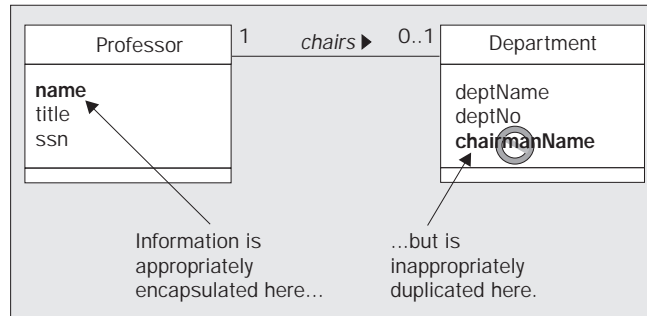 Professor
1
chairs
0..1
Department
name
title
ssn
deptName
deptNo
chairmanName
Information is
appropriately
encapsulated here...
...but is
inappropriately
duplicated here.